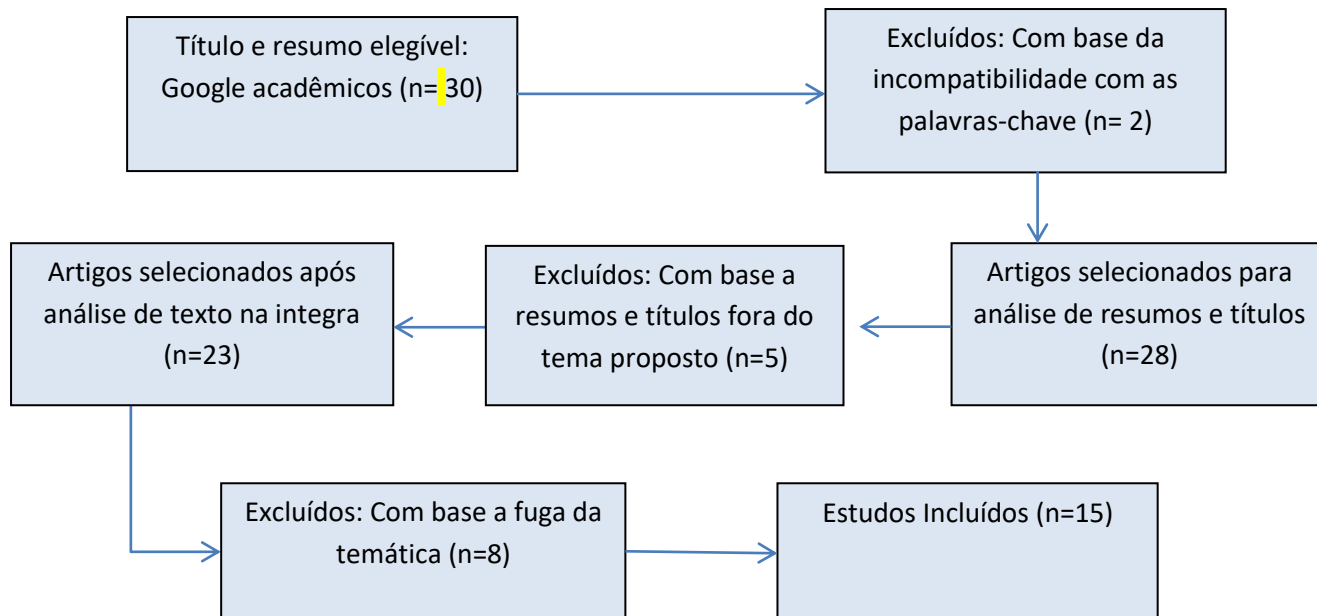 Título e resumo elegível:
Google acadêmicos (n= 30)
Excluídos: Com base da
incompatibilidade com as
palavras-chave (n= 2)
Artigos selecionados para
análise de resumos e títulos
(n=28)
Excluídos: Com base a
resumos e títulos fora do
tema proposto (n=5)
Artigos selecionados após
análise de texto na integra
(n=23)
Excluídos: Com base a fuga da
temática (n=8)
Estudos Incluídos (n=15)